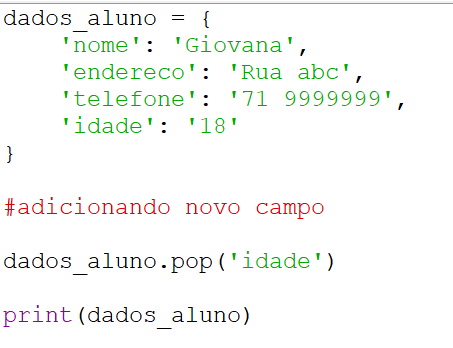 dados_aluno = {
    'nome': 'Giovana',
    'endereco': 'Rua abc',
    'telefone': '71 9999999',
    'idade': '18'
}
#adicionando novo campo
dados_aluno.pop('idade')
print(dados_aluno)